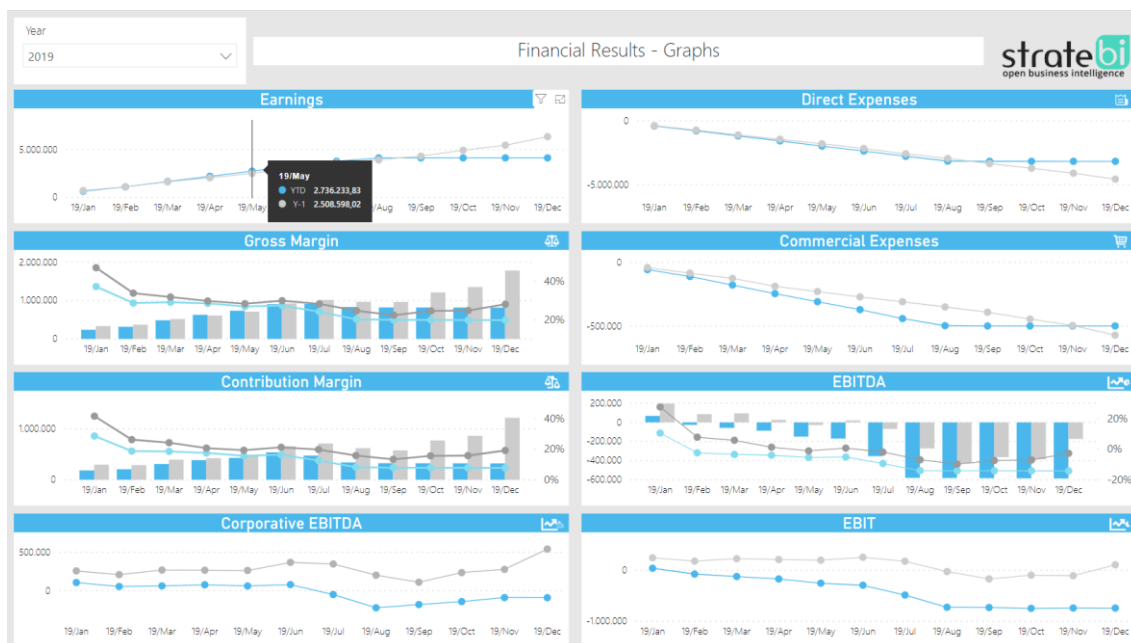 Year
2019
Financial Results - Graphs
stratebi
open business intelligence
Earnings
5.000.000
0
19/May
YTD 2.736.233,83
Y-1 2.508.598,02
19/Jan 19/Feb 19/Mar 19/Apr 19/May 19/Aug 19/Sep 19/Oct 19/Nov 19/Dec
Direct Expenses
0
-5.000.000
19/Jan 19/Feb 19/Mar 19/Apr 19/May 19/Jun 19/Jul 19/Aug 19/Sep 19/Oct 19/Nov 19/Dec
Gross Margin
2.000.000
40%
1.000.000
20%
0
19/Jan 19/Feb 19/Mar 19/Apr 19/May 19/Jun 19/Jul 19/Aug 19/Sep 19/Oct 19/Nov 19/Dec
Commercial Expenses
0
-500.000
19/Jan 19/Feb 19/Mar 19/Apr 19/May 19/Jun 19/Jul 19/Aug 19/Sep 19/Oct 19/Nov 19/Dec
Contribution Margin
40%
1.000.000
20%
0 0%
19/Jan 19/Feb 19/Mar 19/Apr 19/May 19/Jun 19/Jul 19/Aug 19/Sep 19/Oct 19/Nov 19/Dec
EBITDA
200.000
20%
0
-200.000
0%
-400.000
-600.000 -20%
19/Jan 19/Feb 19/Mar 19/Apr 19/May 19/Jun 19/Jul 19/Aug 19/Sep 19/Oct 19/Nov 19/Dec
Corporative EBITDA
500.000
0
19/Jan 19/Feb 19/Mar 19/Apr 19/May 19/Jun 19/Jul 19/Aug 19/Sep 19/Oct 19/Nov 19/Dec
EBIT
0
-1.000.000
19/Jan 19/Feb 19/Mar 19/Apr 19/May 19/Jun 19/Jul 19/Aug 19/Sep 19/Oct 19/Nov 19/Dec